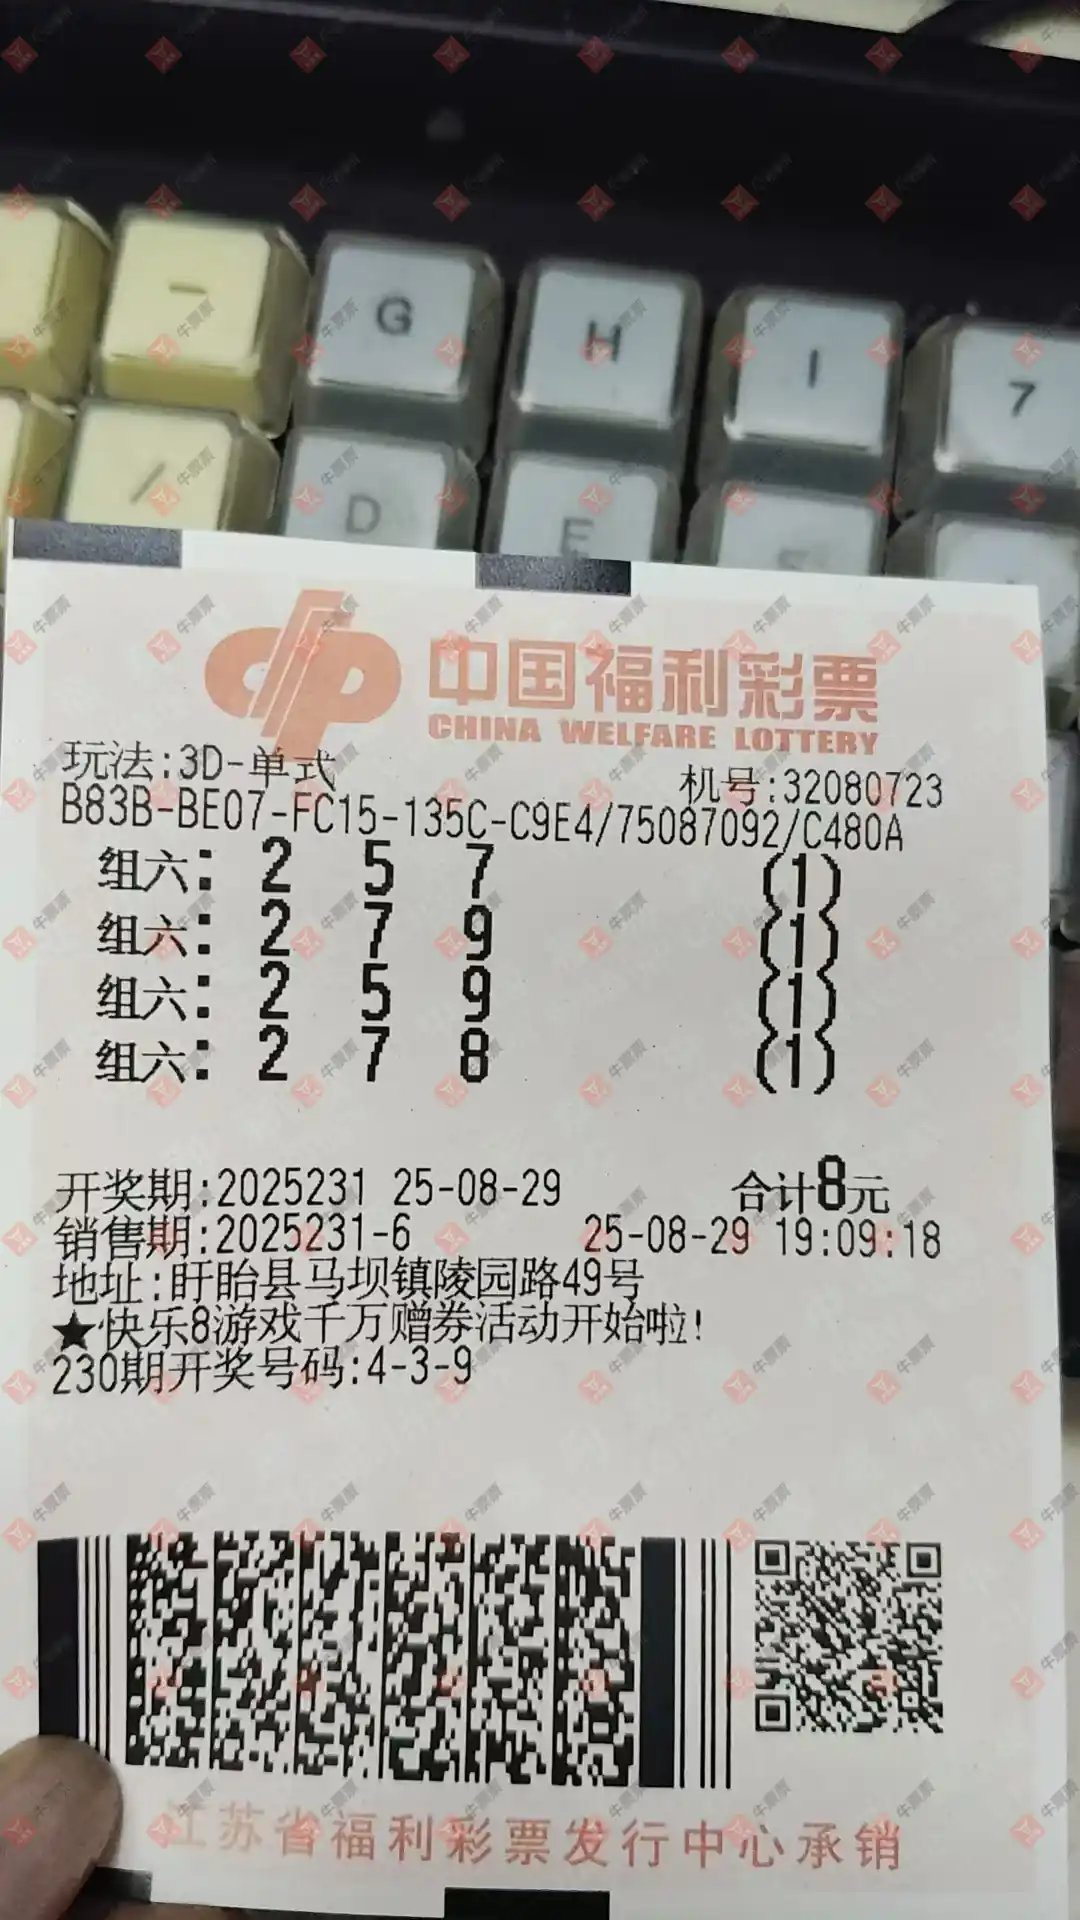 -
G
H
I
7
/
D
E
中国福利彩票
CHINA WELFARE LOTTERY
玩法:3D-单式
机号:32080723
B83B-BE07-FC15-135C-C9E4/75087092/C480A
组六: 2 5 7 (1)
组六: 2 7 9 (1)
组六: 2 5 9 (1)
组六: 2 7 8 (1)
开奖期:2025231 25-08-29 合计8元
销售期:2025231-6 25-08-29 19:09:18
地址:盱眙县马坝镇陵园路49号
★快乐8游戏千万赠券活动开始啦!
230期开奖号码:4-3-9
江苏省福利彩票发行中心承销
牛票票